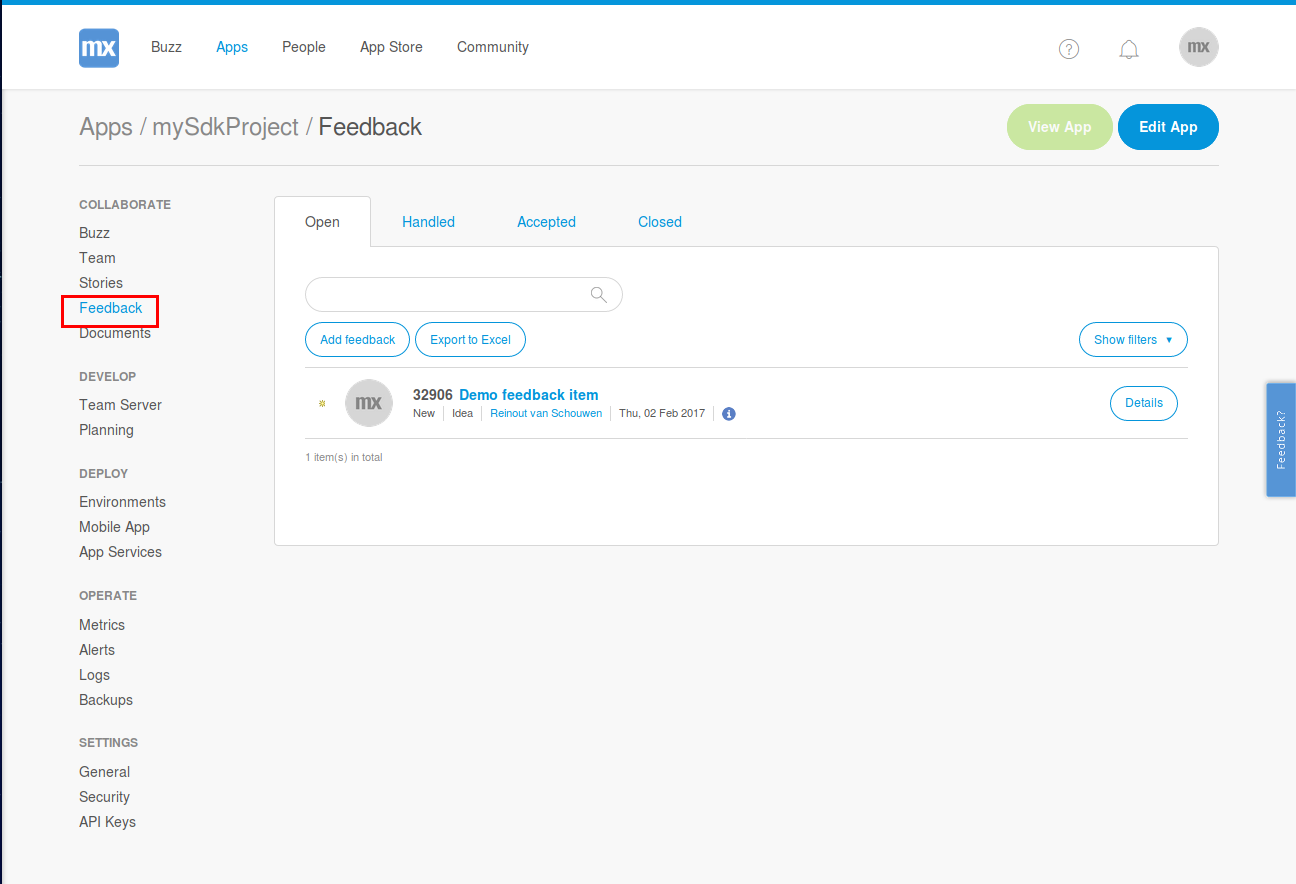 mx Buzz Apps People App Store Community ? mx
Apps / mySdkProject / Feedback View App Edit App
COLLABORATE
Buzz
Team
Stories
Feedback
Documents
DEVELOP
Team Server
Planning
DEPLOY
Environments
Mobile App
App Services
OPERATE
Metrics
Alerts
Logs
Backups
SETTINGS
General
Security
API Keys
Open Handled Accepted Closed
Add feedback Export to Excel Show filters ▼
mx
32906 Demo feedback item
New Idea Reinout van Schouwen Thu, 02 Feb 2017 i
Details
1 item(s) in total
Feedback?